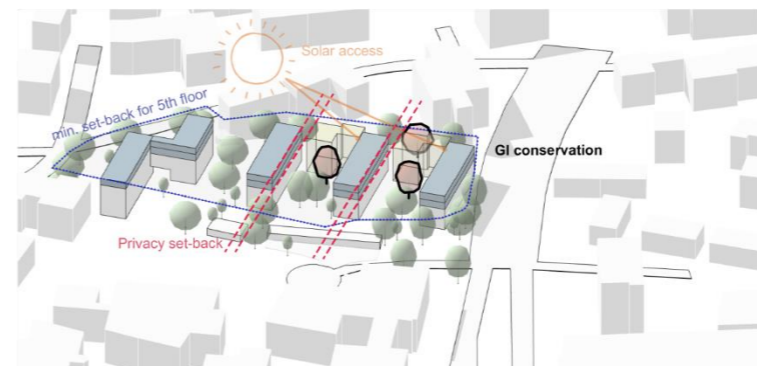 Solar access
min. set-back for 5th floor
GI conservation
Privacy set-back